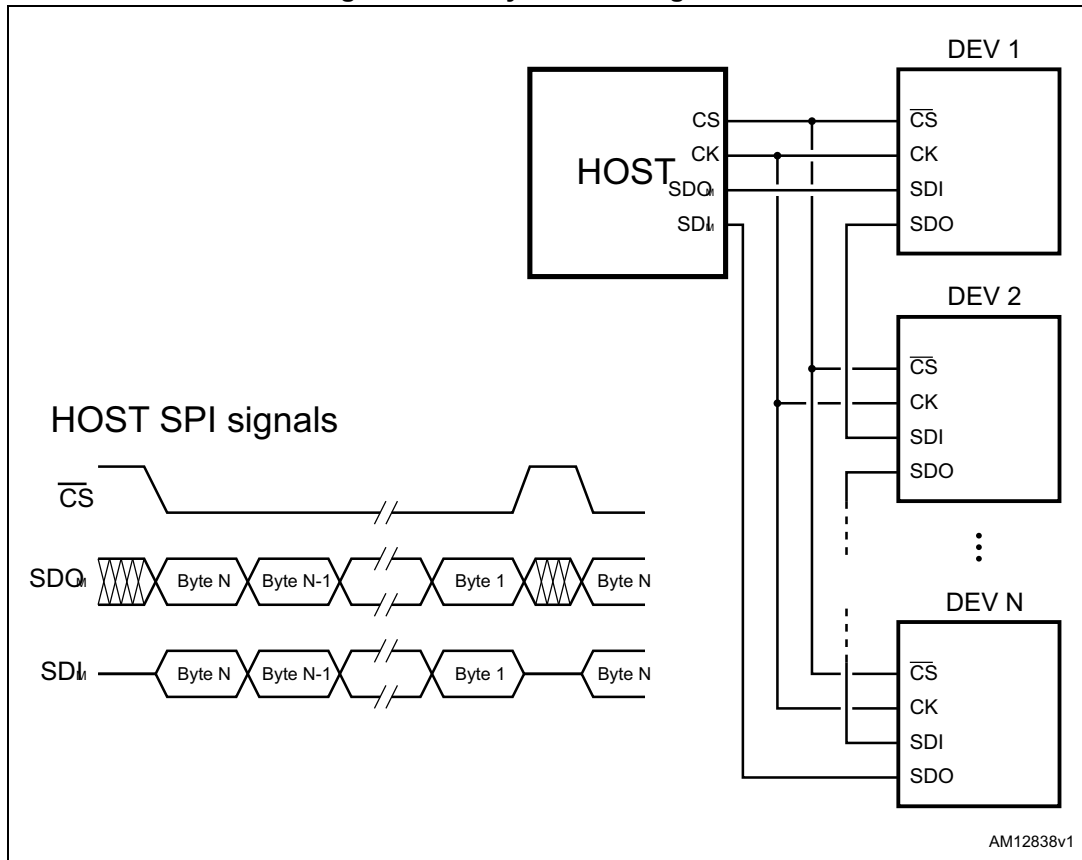 DEV 1
CS
CK
SDOM
SDIM
HOST
CS
CK
SDI
SDO
DEV 2
CS
CK
SDI
SDO
HOST SPI signals
CS
SDOM
Byte N
Byte N-1
Byte 1
Byte N
SDIM
Byte N
Byte N-1
Byte 1
Byte N
DEV N
CS
CK
SDI
SDO
AM12838v1